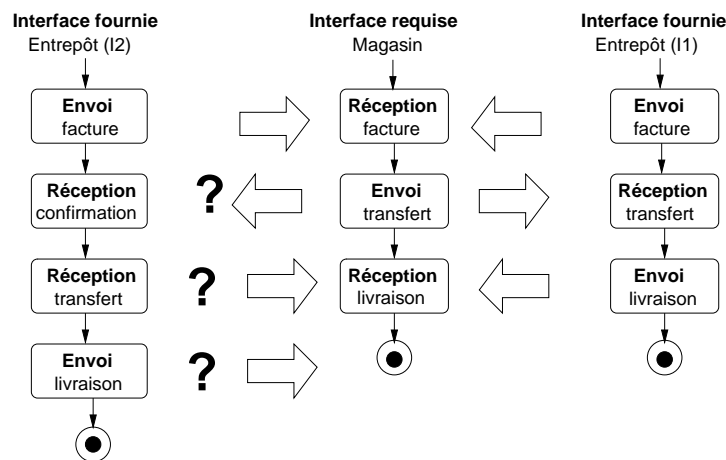 Interface fournie
Entrepôt (I2)
Envoi
facture
Réception
confirmation
Réception
transfert
Envoi
livraison
?
?
?
Interface requise
Magasin
Réception
facture
Envoi
transfert
Réception
livraison
Interface fournie
Entrepôt (I1)
Envoi
facture
Réception
transfert
Envoi
livraison